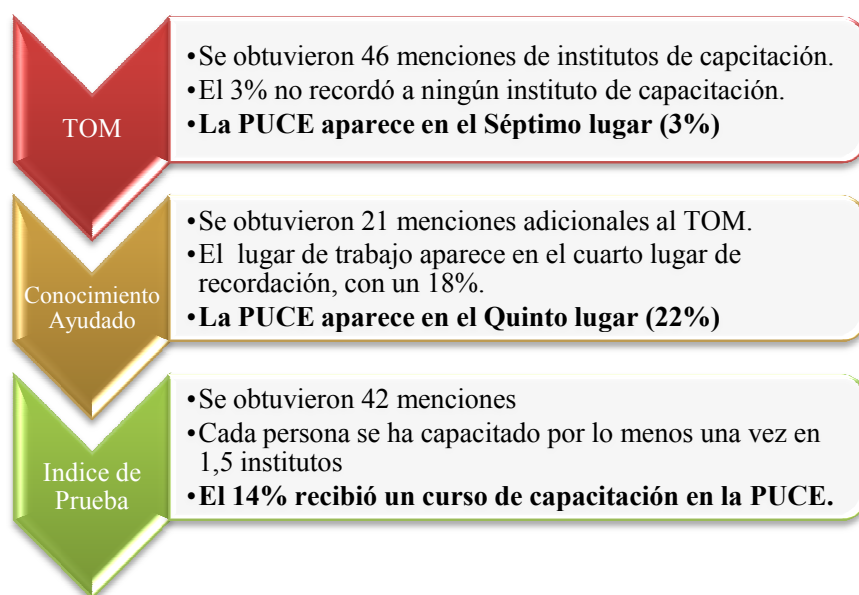 TOM
•Se obtuvieron 46 menciones de institutos de capcitación.
•El 3% no recordó a ningún instituto de capacitación.
•La PUCE aparece en el Séptimo lugar (3%)
Conocimiento
Ayudado
•Se obtuvieron 21 menciones adicionales al TOM.
•El lugar de trabajo aparece en el cuarto lugar de
recordación, con un 18%.
•La PUCE aparece en el Quinto lugar (22%)
Indice de
Prueba
•Se obtuvieron 42 menciones
•Cada persona se ha capacitado por lo menos una vez en
1,5 institutos
•El 14% recibió un curso de capacitación en la PUCE.